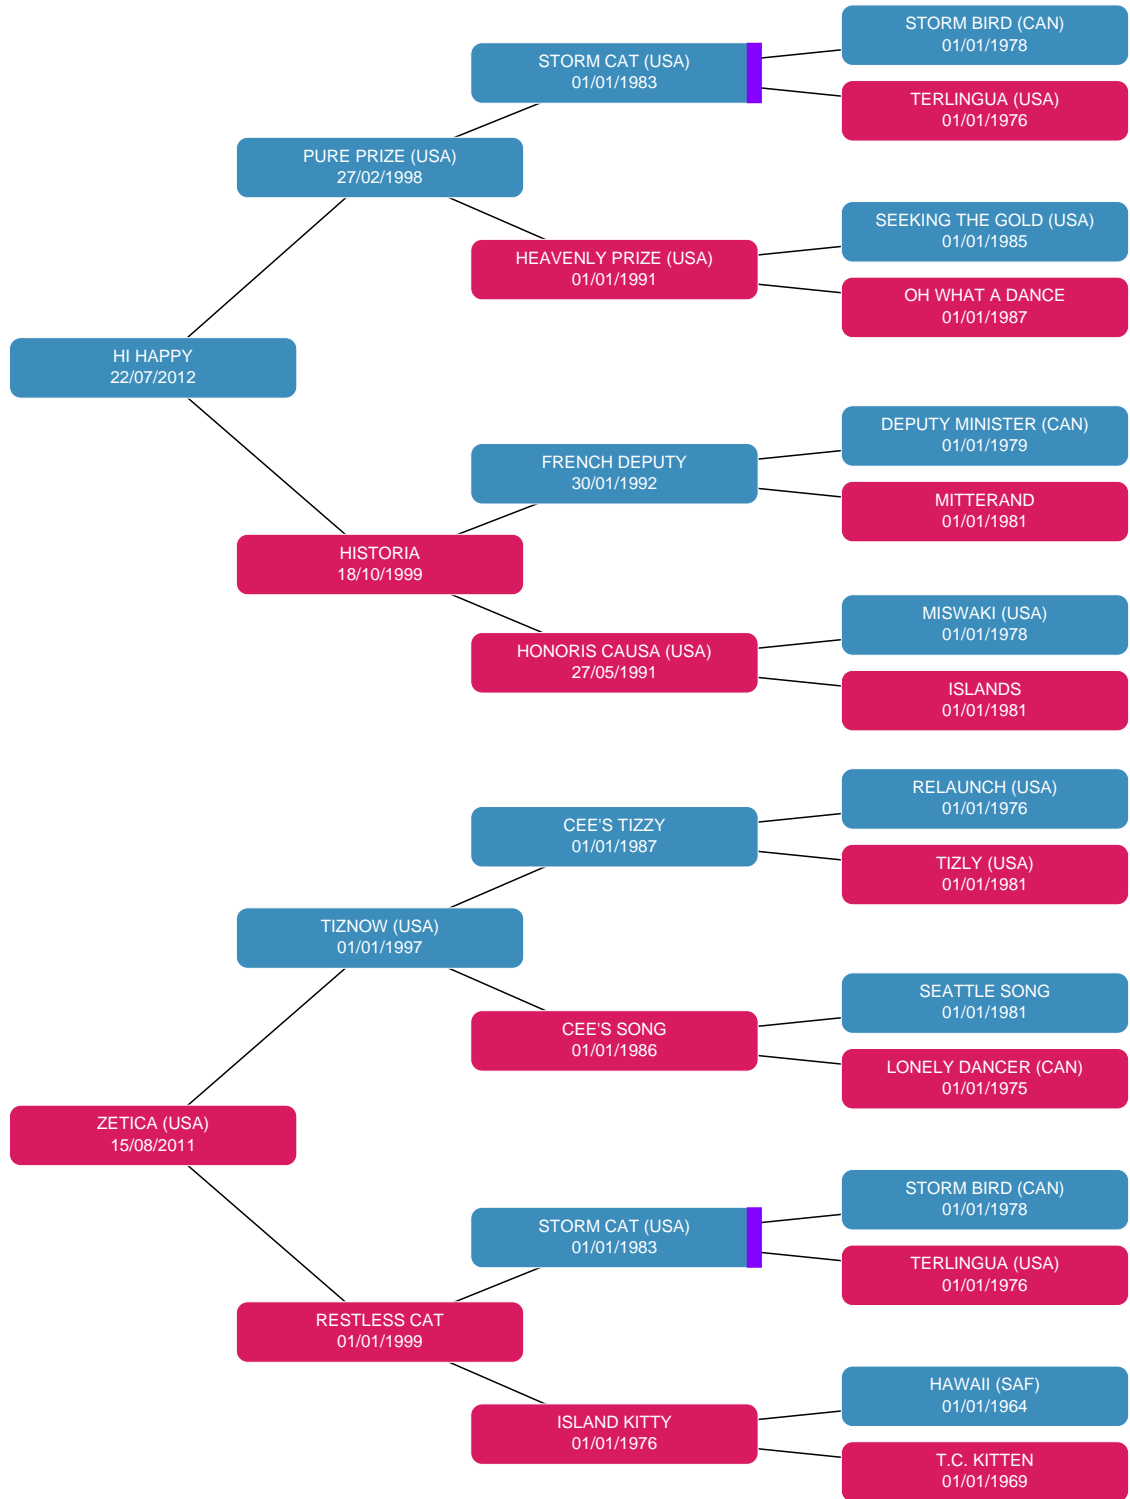 STORM BIRD (CAN)
01/01/1978
STORM CAT (USA)
01/01/1983
TERLINGUA (USA)
01/01/1976
PURE PRIZE (USA)
27/02/1998
SEEKING THE GOLD (USA)
01/01/1985
HEAVENLY PRIZE (USA)
01/01/1991
OH WHAT A DANCE
01/01/1987
HI HAPPY
22/07/2012
DEPUTY MINISTER (CAN)
01/01/1979
FRENCH DEPUTY
30/01/1992
MITTERAND
01/01/1981
HISTORIA
18/10/1999
MISWAKI (USA)
01/01/1978
HONORIS CAUSA (USA)
27/05/1991
ISLANDS
01/01/1981
RELAUNCH (USA)
01/01/1976
CEE'S TIZZY
01/01/1987
TIZLY (USA)
01/01/1981
TIZNOW (USA)
01/01/1997
SEATTLE SONG
01/01/1981
CEE'S SONG
01/01/1986
LONELY DANCER (CAN)
01/01/1975
ZETICA (USA)
15/08/2011
STORM BIRD (CAN)
01/01/1978
STORM CAT (USA)
01/01/1983
TERLINGUA (USA)
01/01/1976
RESTLESS CAT
01/01/1999
HAWAII (SAF)
01/01/1964
ISLAND KITTY
01/01/1976
T.C. KITTEN
01/01/1969